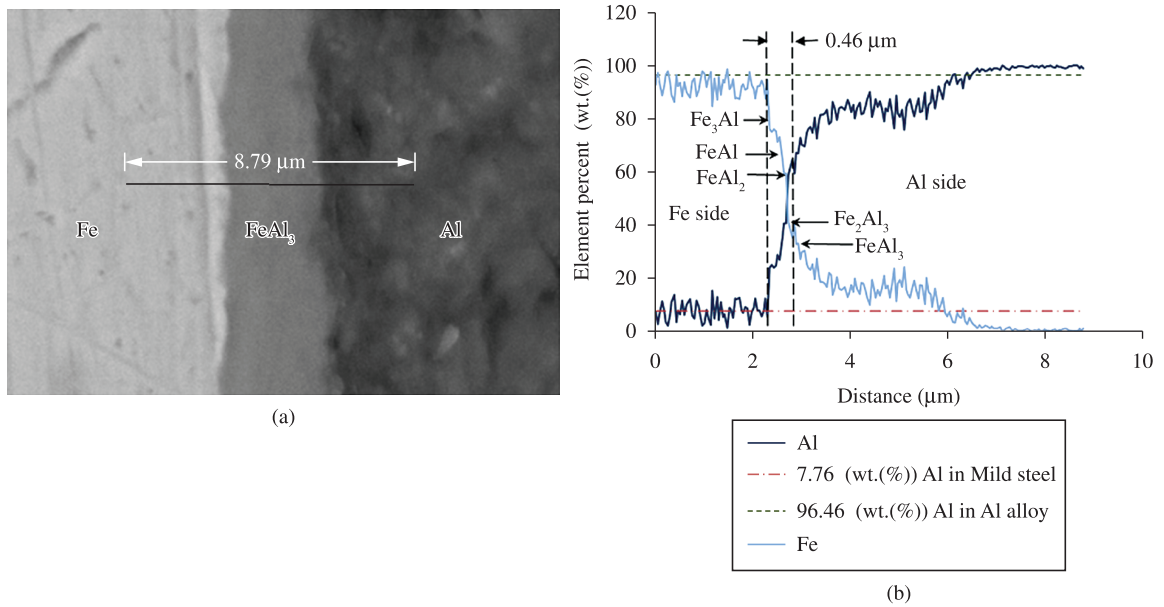 8.79 μm
Fe
FeAl₃
Al
(a)
120
100
80
60
40
20
0
0
2
4
6
8
10
Element percent (wt.(%))
Distance (μm)
0.46 μm
Fe₃Al
FeAl
FeAl₂
Fe side
Al side
Fe₂Al₃
FeAl₃
Al
7.76 (wt.(%)) Al in Mild steel
96.46 (wt.(%)) Al in Al alloy
Fe
(b)